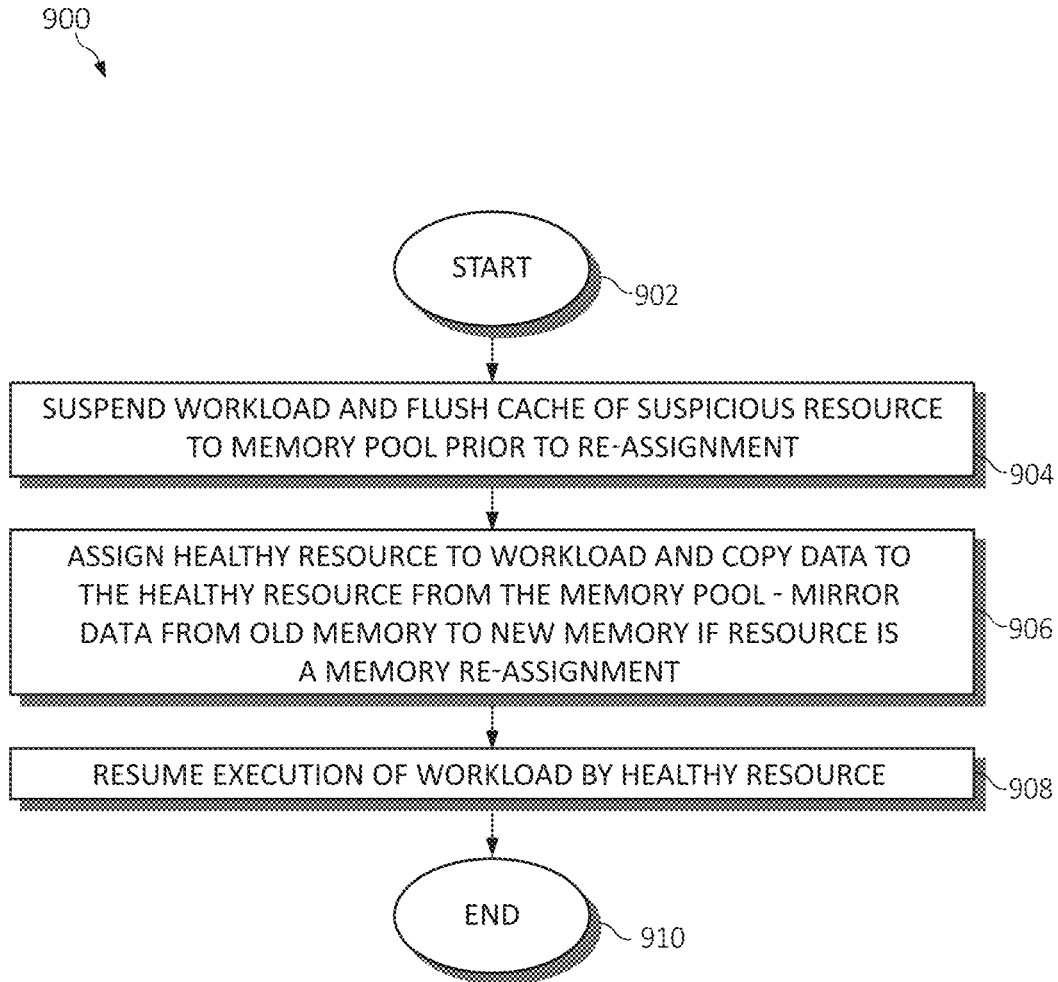 900
START
902
SUSPEND WORKLOAD AND FLUSH CACHE OF SUSPICIOUS RESOURCE
TO MEMORY POOL PRIOR TO RE-ASSIGNMENT
904
ASSIGN HEALTHY RESOURCE TO WORKLOAD AND COPY DATA TO
THE HEALTHY RESOURCE FROM THE MEMORY POOL - MIRROR
DATA FROM OLD MEMORY TO NEW MEMORY IF RESOURCE IS
A MEMORY RE-ASSIGNMENT
906
RESUME EXECUTION OF WORKLOAD BY HEALTHY RESOURCE
908
END
910